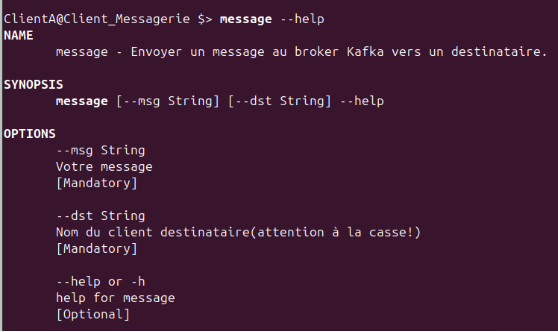 ClientA@Client_Messagerie $> message --help
NAME
message - Envoyer un message au broker Kafka vers un destinataire.
SYNOPSIS
message [--msg String] [--dst String] --help
OPTIONS
--msg String
Votre message
[Mandatory]
--dst String
Nom du client destinataire(attention à la casse!)
[Mandatory]
--help or -h
help for message
[Optional]